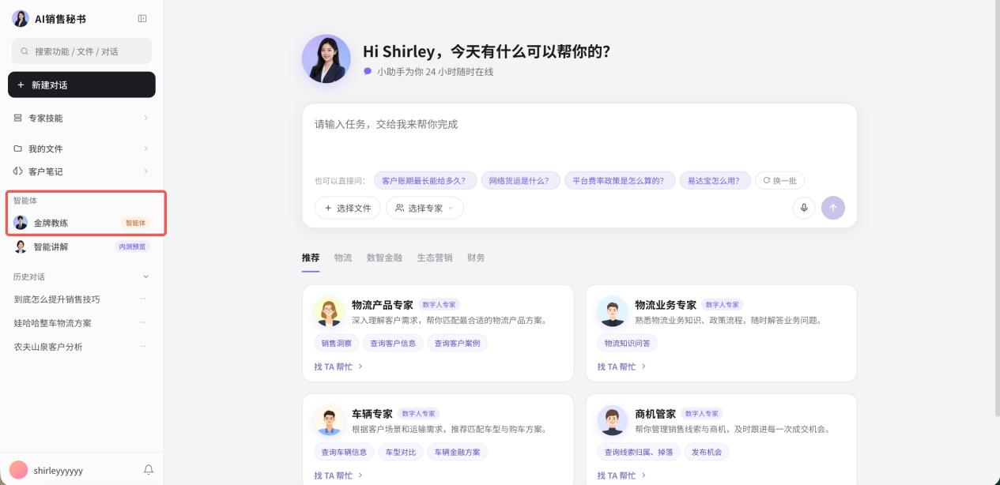 AI销售秘书
搜索功能 / 文件 / 对话
+ 新建对话
专家技能
我的文件
客户笔记
智能体
金牌教练 智能体
智能讲解 内测预览
历史对话
到底怎么提升销售技巧 ...
娃哈哈整车物流方案 ...
农夫山泉客户分析 ...
shirleyyyyyy
Hi Shirley，今天有什么可以帮你的？
小助手为你 24 小时随时在线
请输入任务，交给我来帮你完成
也可以直接问： 客户账期最长能给多久？ 网络货运是什么？ 平台费率政策是怎么算的？ 易达宝怎么用？ 换一批
+ 选择文件 选择专家
推荐 物流 数智金融 生态营销 财务
物流产品专家 数字人专家
深入理解客户需求，帮你匹配最合适的物流产品方案。
销售洞察 查询客户信息 查询客户案例
找 TA 帮忙
物流业务专家 数字人专家
熟悉物流业务知识、政策流程，随时解答业务问题。
物流知识问答
找 TA 帮忙
车辆专家 数字人专家
根据客户场景和运输需求，推荐匹配车型与购车方案。
查询车辆信息 车型对比 车辆金融方案
找 TA 帮忙
商机管家 数字人专家
帮你管理销售线索与商机，及时跟进每一次成交机会。
查询线索归属、掉落 发布机会
找 TA 帮忙